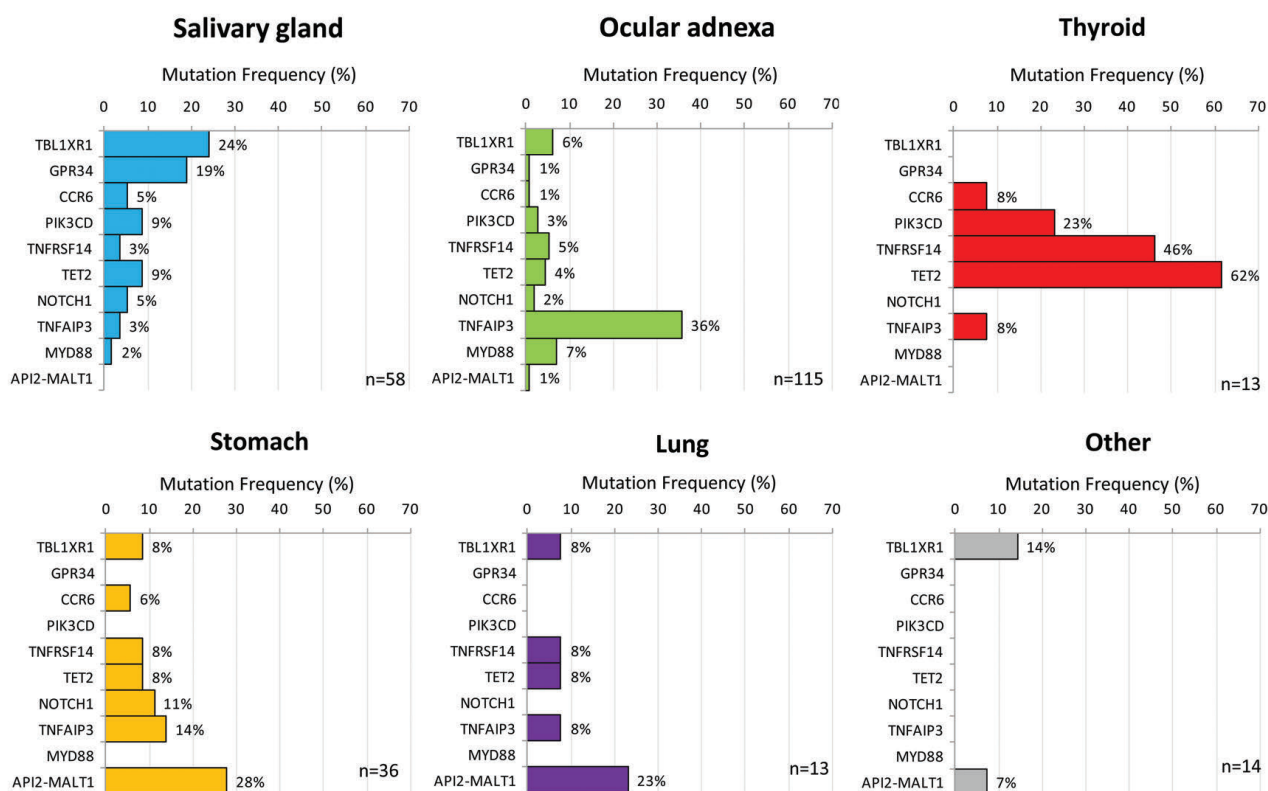 Salivary gland
Mutation Frequency (%)
0 10 20 30 40 50 60 70
TBL1XR1 24%
GPR34 19%
CCR6 5%
PIK3CD 9%
TNFRSF14 3%
TET2 9%
NOTCH1 5%
TNFAIP3 3%
MYD88 2%
API2-MALT1
n=58
Ocular adnexa
Mutation Frequency (%)
0 10 20 30 40 50 60 70
TBL1XR1 6%
GPR34 1%
CCR6 1%
PIK3CD 3%
TNFRSF14 5%
TET2 4%
NOTCH1 2%
TNFAIP3 36%
MYD88 7%
API2-MALT1 1%
n=115
Thyroid
Mutation Frequency (%)
0 10 20 30 40 50 60 70
TBL1XR1
GPR34
CCR6 8%
PIK3CD 23%
TNFRSF14 46%
TET2 62%
NOTCH1
TNFAIP3 8%
MYD88
API2-MALT1
n=13
Stomach
Mutation Frequency (%)
0 10 20 30 40 50 60 70
TBL1XR1 8%
GPR34
CCR6 6%
PIK3CD
TNFRSF14 8%
TET2 8%
NOTCH1 11%
TNFAIP3 14%
MYD88
n=36
API2-MALT1 28%
Lung
Mutation Frequency (%)
0 10 20 30 40 50 60 70
TBL1XR1 8%
GPR34
CCR6
PIK3CD
TNFRSF14 8%
TET2 8%
NOTCH1
TNFAIP3 8%
MYD88
n=13
API2-MALT1 23%
Other
Mutation Frequency (%)
0 10 20 30 40 50 60 70
TBL1XR1 14%
GPR34
CCR6
PIK3CD
TNFRSF14
TET2
NOTCH1
TNFAIP3
MYD88
n=14
API2-MALT1 7%